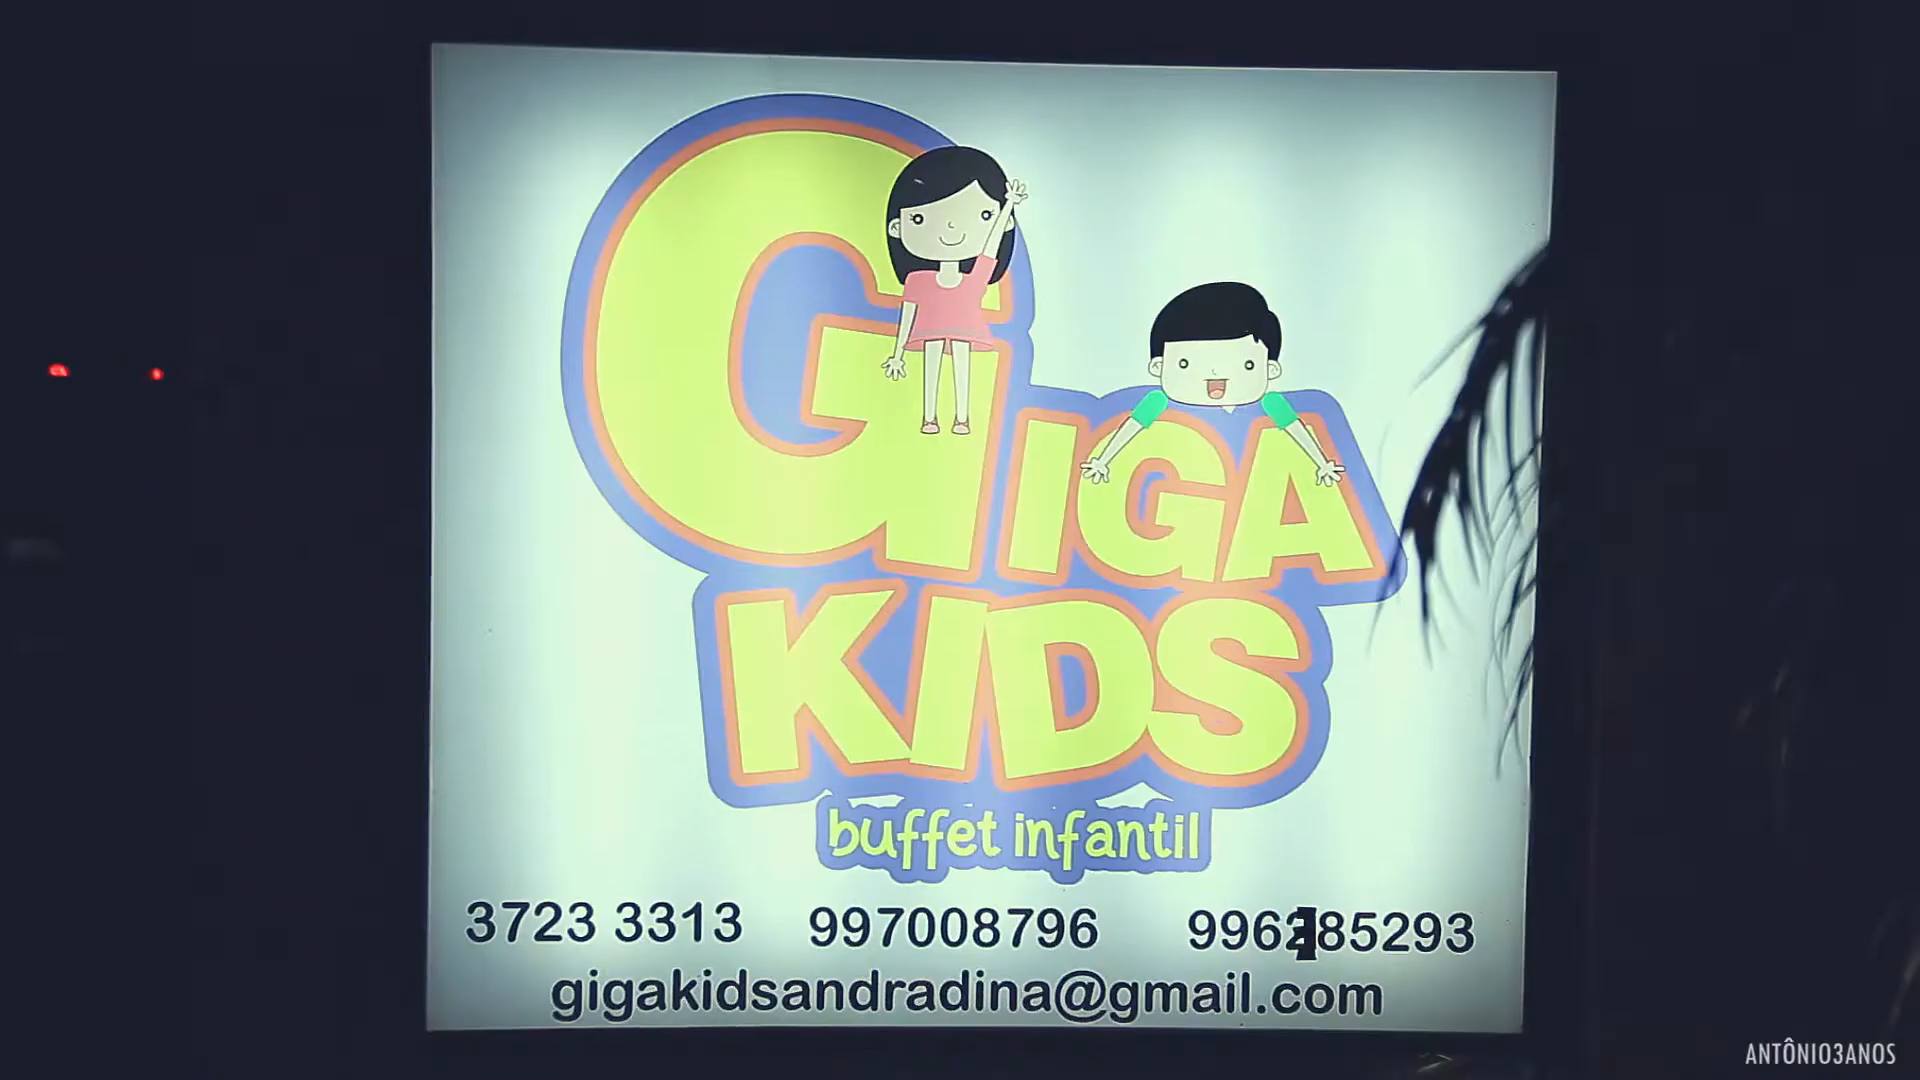 GIGA
KIDS
buffet infantil
3723 3313 997008796
gigakidsandradina@gmail.com
ANTÔNIO3ANOS